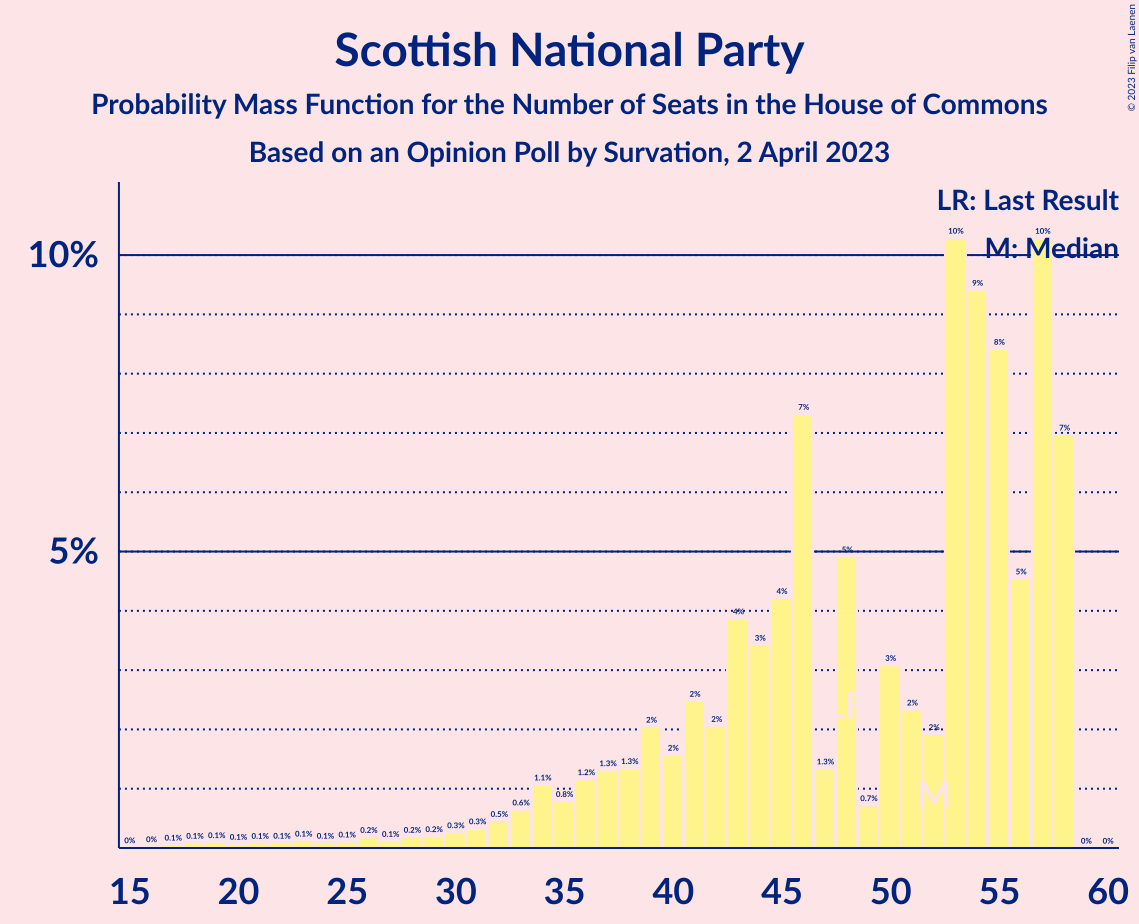 Scottish National Party
Probability Mass Function for the Number of Seats in the House of Commons
Based on an Opinion Poll by Survation, 2 April 2023
© 2023 Filip van Laenen
LR: Last Result
M: Median
10%
5%
0% 0% 0.1% 0.1% 0.1% 0.1% 0.1% 0.1% 0.1% 0.1% 0.1% 0.2% 0.1% 0.2% 0.2% 0.3% 0.3% 0.5% 0.6% 1.1% 0.8% 1.2% 1.3% 1.3% 2% 2% 2% 2% 4% 3% 4% 7% 1.3% 5% 0.7% 3% 2% 2% 10% 9% 8% 5% 10% 7% 0% 0%
M
15 20 25 30 35 40 45 50 55 60